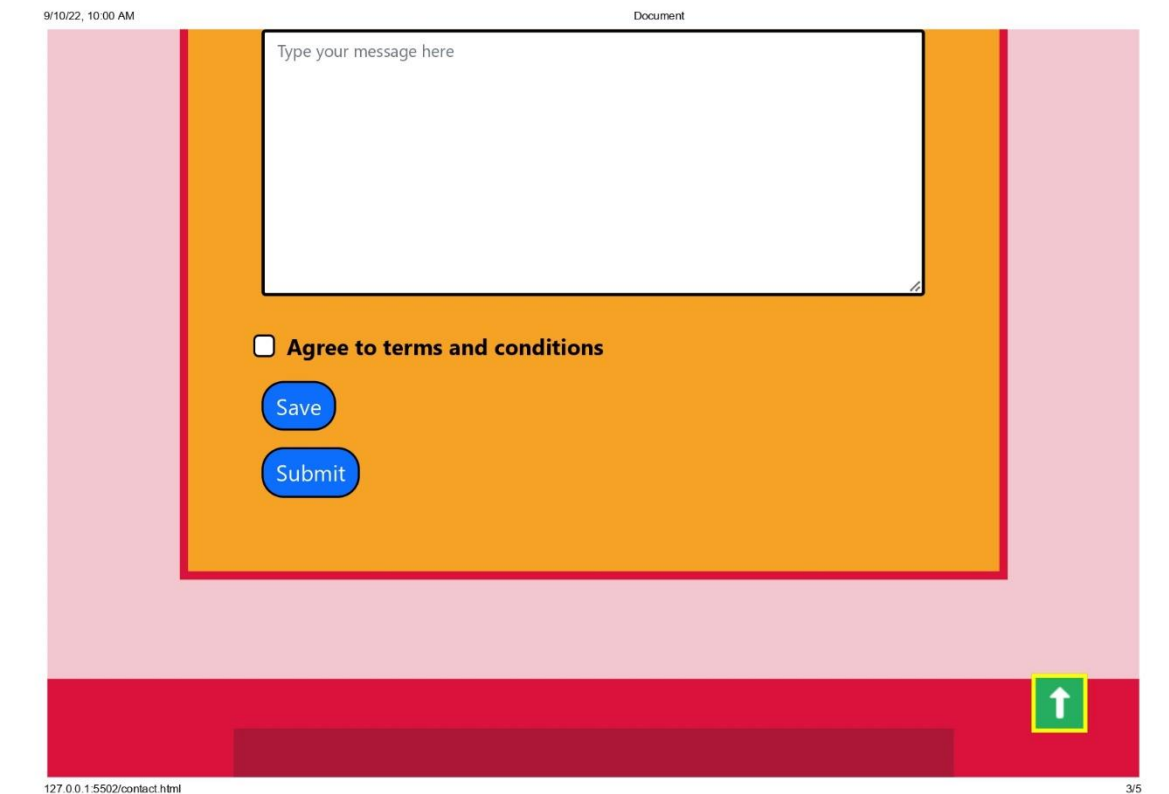 9/10/22, 10:00 AM Document
Type your message here
Agree to terms and conditions
Save
Submit
127.0.0.1:5502/contact.html 3/5